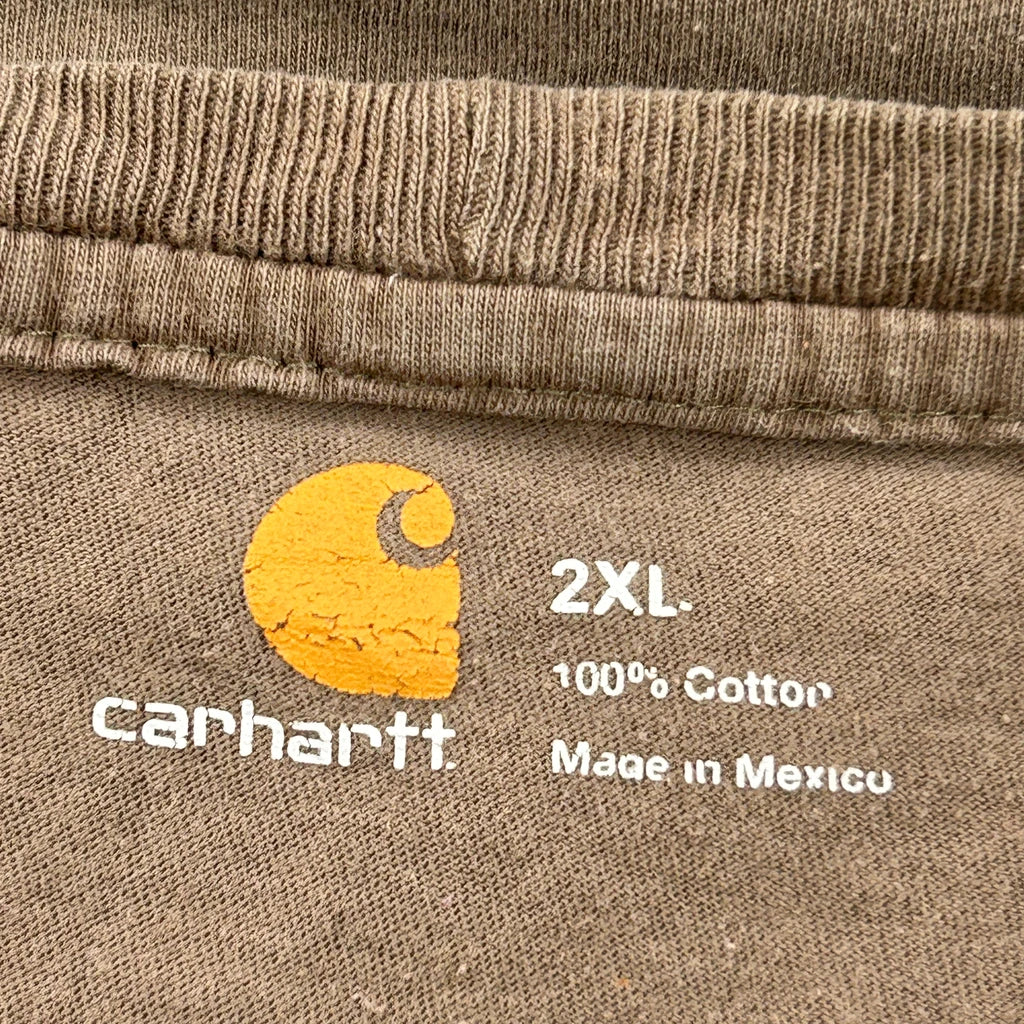 carhartt
2XL
100% Cotton
Made in Mexico